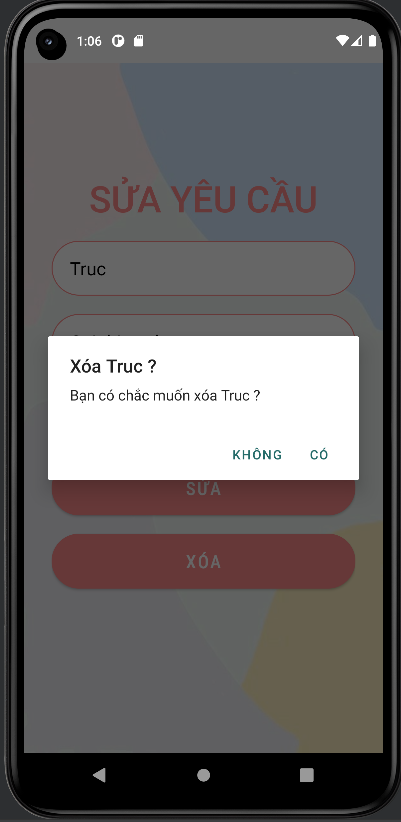 1:06
SỬA YÊU CẦU
Truc
Xóa Truc ?
Bạn có chắc muốn xóa Truc ?
KHÔNG CÓ
SỬA
XÓA